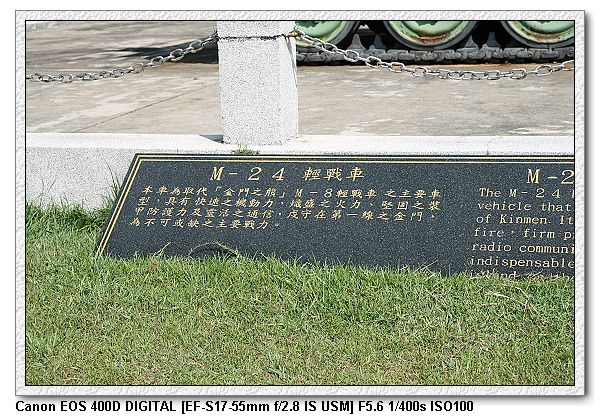 M-24 輕戰車
本車為取代「金門之熊」M-8輕戰車之主要車
型，具有快速之機動力，熾盛之火力、堅固之裝
甲防護力及靈活之通信，戍守在第一線之金門，
為不可或缺之主要戰力。
M-2
The M-24
vehicle that
of Kinmen. It
fire, firm
radio
indispensable
Canon EOS 400D DIGITAL [EF-S17-55mm f/2.8 IS USM] F5.6 1/400s ISO100